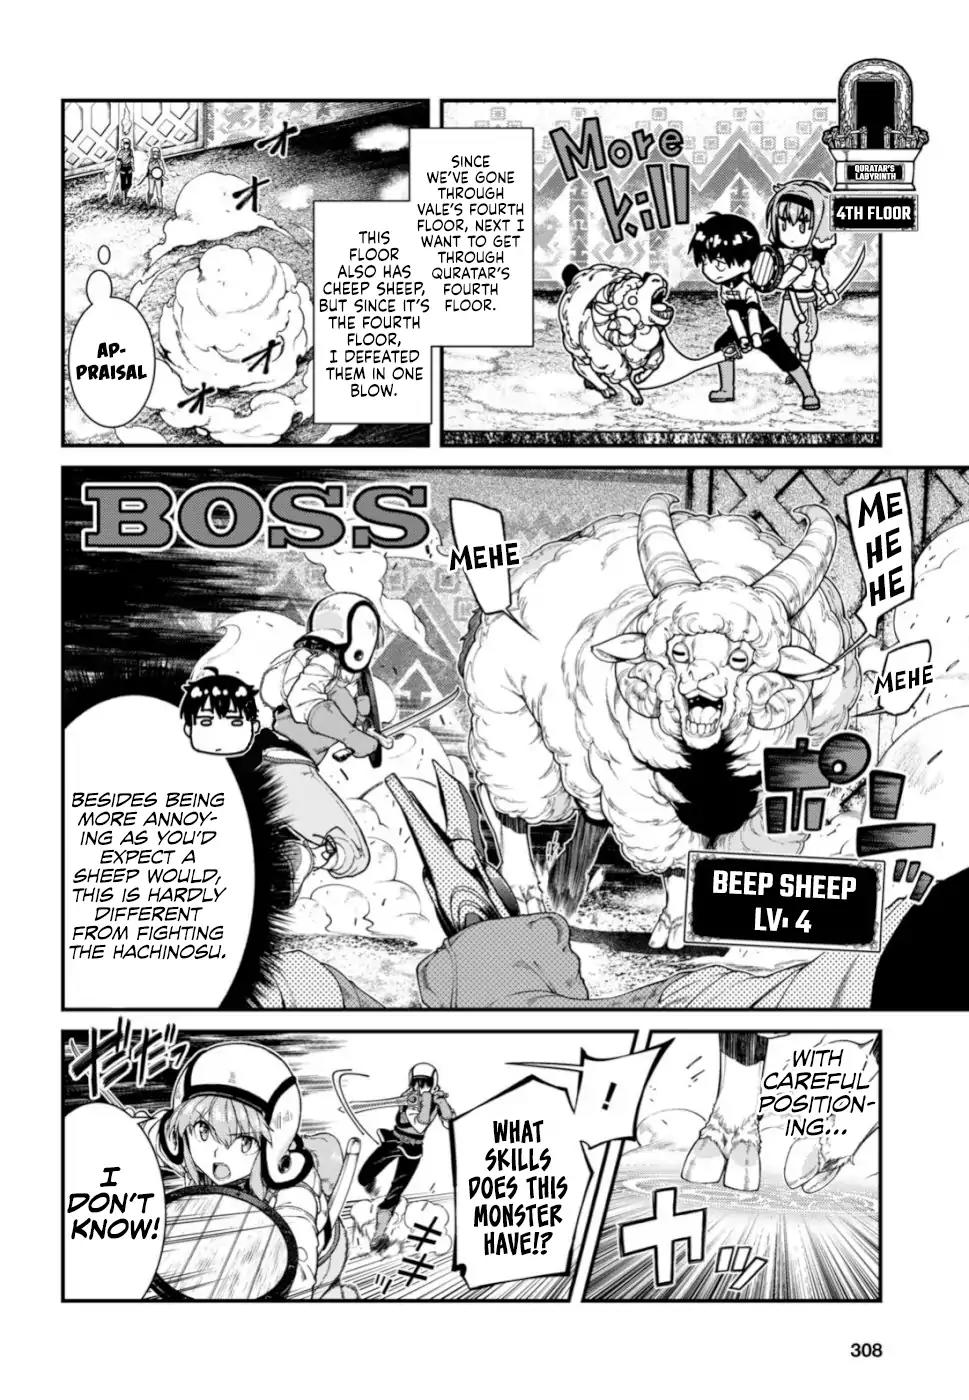 QURATAR'S
LABYRINTH
4TH FLOOR
More
kill
SINCE
WE'VE GONE
THROUGH
VALE'S FOURTH
FLOOR, NEXT I
WANT TO GET
THROUGH
QURATAR'S
FOURTH
FLOOR.
THIS
FLOOR
ALSO HAS
CHEEP SHEEP,
BUT SINCE IT'S
THE FOURTH
FLOOR,
I DEFEATED
THEM IN ONE
BLOW.
オ
オ
オ
AP-
PRAISAL
BOSS
ME
HE
HE
HE
MEHE
MEHE
BEEP SHEEP
LV: 4
BESIDES BEING
MORE ANNOY-
ING AS YOU'D
EXPECT A
SHEEP WOULD,
THIS IS HARDLY
DIFFERENT
FROM FIGHTING
THE HACHINOSU.
WITH
CAREFUL
POSITION-
ING...
!
WHAT
SKILLS
DOES THIS
MONSTER
HAVE!?
I
DON'T
KNOW!
308